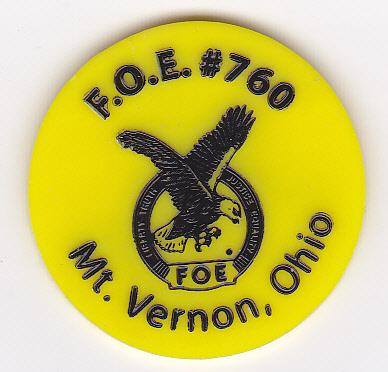 F.O.E. #760
LIBERTY TRUTH JUSTICE EQUALITY
FOE
Mt. Vernon, Ohio